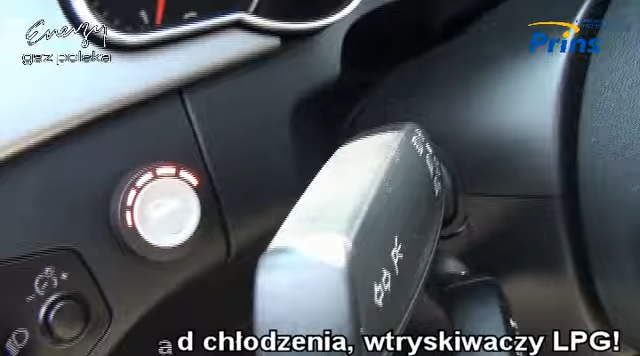 Energy
gaz polska
Prins
a d chłodzenia, wtryskiwaczy LPG!